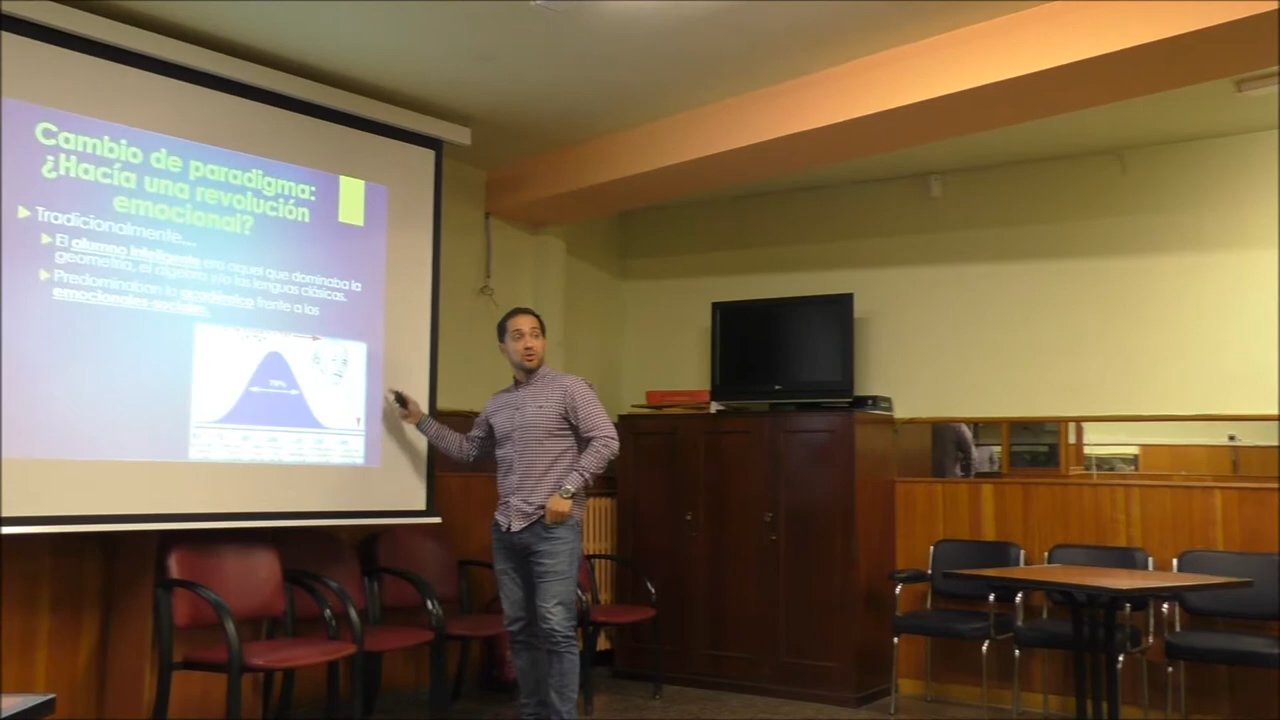 Cambio de paradigma:
¿Hacía una revolución
emocional?
Tradicionalmente...
El alumno inteligente era aquel que dominaba la
geometría, el álgebra y/o las lenguas clásicas.
Predominaban lo académico frente a los
emocionales-sociales.